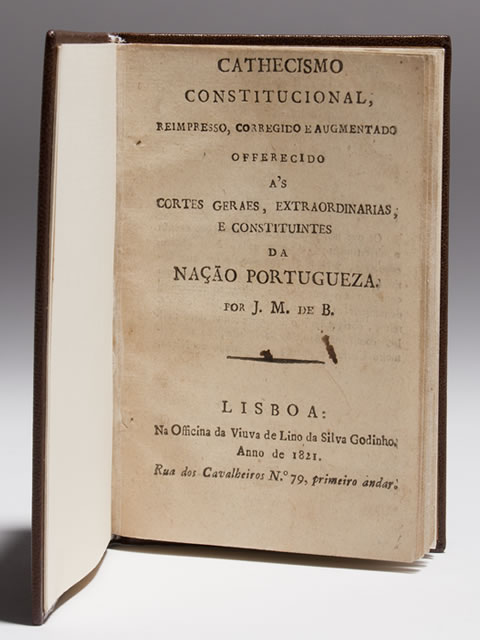 CATHECISMO
CONSTITUCIONAL,
REIMPRESSO, CORREGIDO E AUGMENTADO
OFFERECIDO
A'S
CORTES GERAES, EXTRAORDINARIAS,
E CONSTITUINTES
DA
NAÇÃO PORTUGUEZA.
POR J. M. DE B.
LISBOA:
Na Officina da Viuva de Lino da Silva Godinho.
Anno de 1821.
Rua dos Cavalheiros N.º 79, primeiro andar.